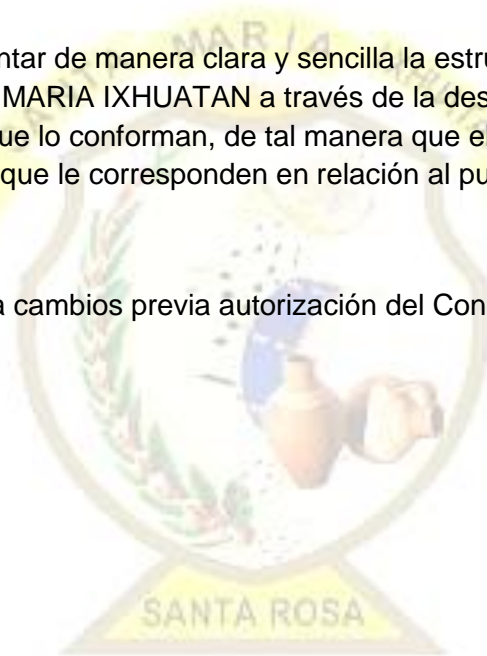 ntar de manera clara y sencilla la estru
MARIA IXHUATAN a través de la des
ue lo conforman, de tal manera que e
que le corresponden en relación al pu
a cambios previa autorización del Con
SANTA ROSA